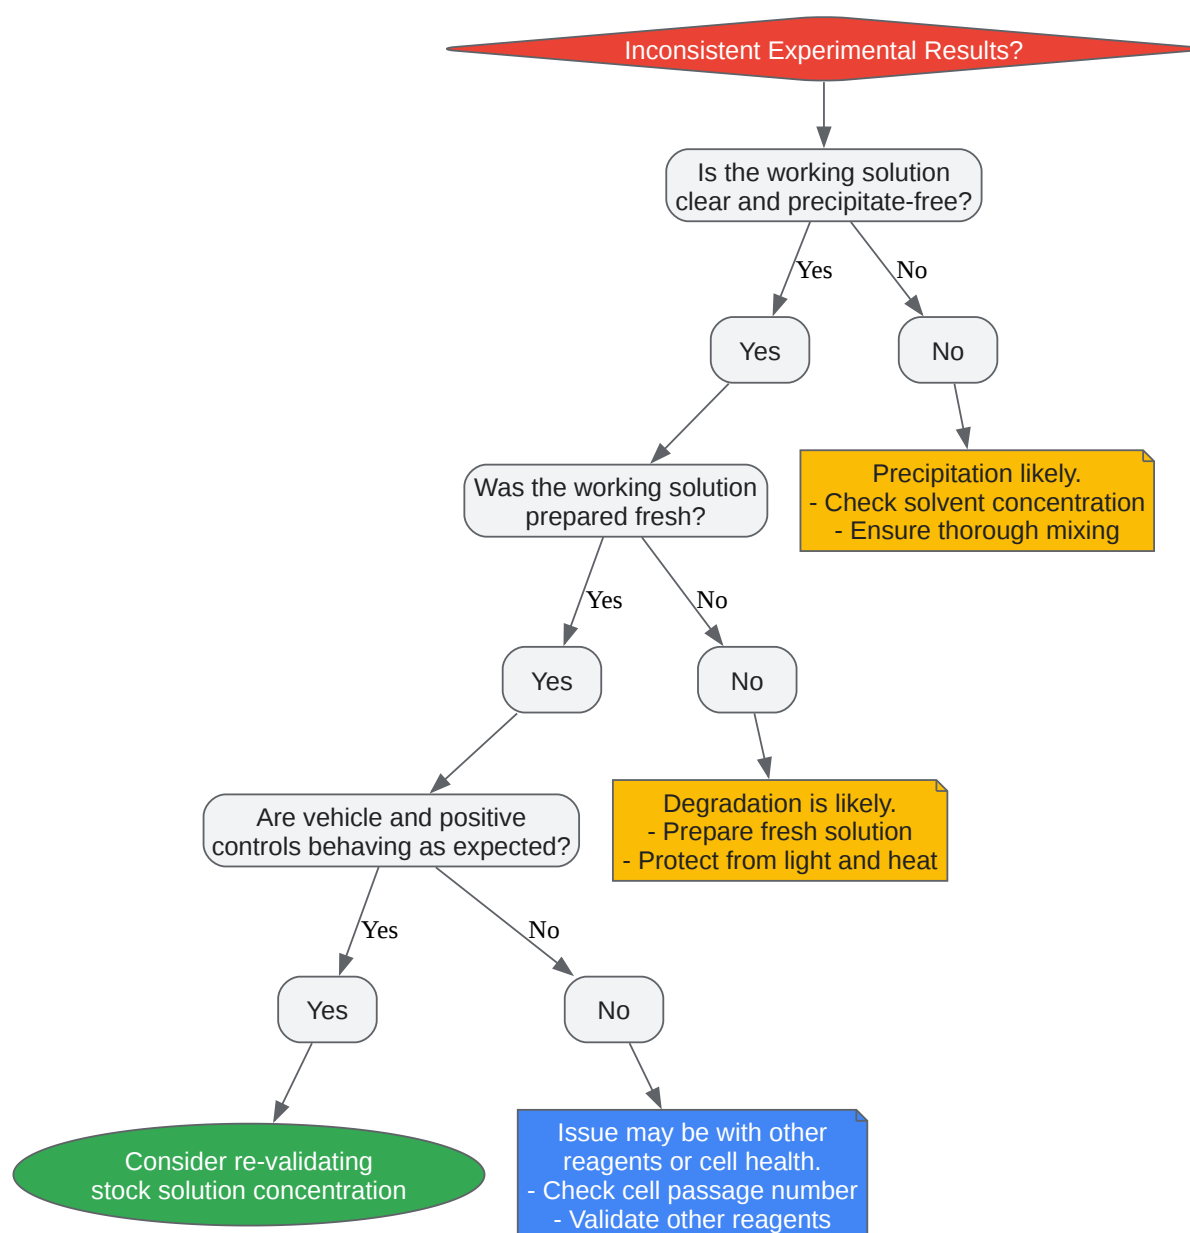 Inconsistent Experimental Results?
Is the working solution
clear and precipitate-free?
Yes
No
Yes
No
Precipitation likely.
- Check solvent concentration
- Ensure thorough mixing
Was the working solution
prepared fresh?
Yes
No
Yes
No
Degradation is likely.
- Prepare fresh solution
- Protect from light and heat
Are vehicle and positive
controls behaving as expected?
Yes
No
Yes
No
Consider re-validating
stock solution concentration
Issue may be with other
reagents or cell health.
- Check cell passage number
- Validate other reagents